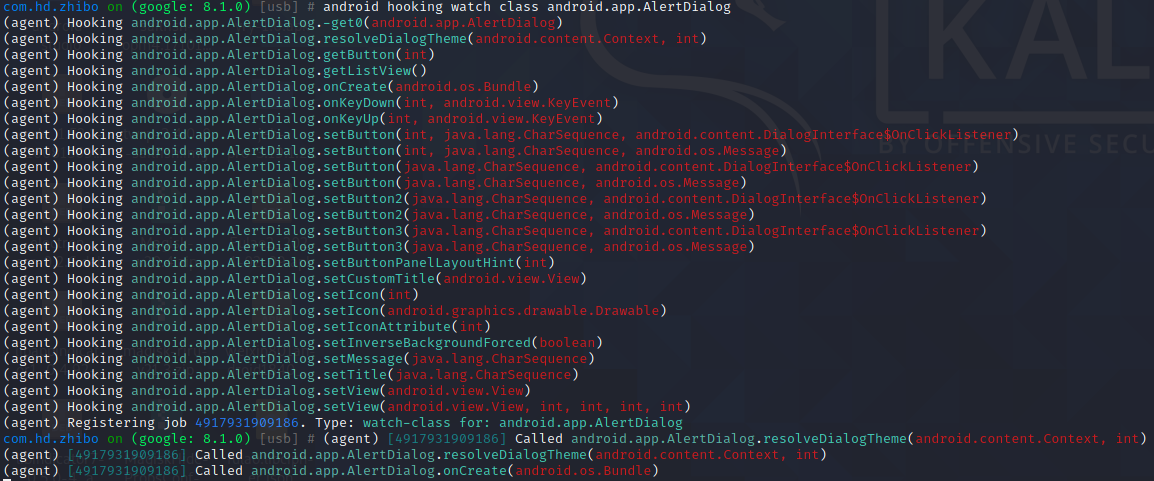 com.hd.zhibo on (google: 8.1.0) [usb] # android hooking watch class android.app.AlertDialog
(agent) Hooking android.app.AlertDialog.-get0(android.app.AlertDialog)
(agent) Hooking android.app.AlertDialog.resolveDialogTheme(android.content.Context, int)
(agent) Hooking android.app.AlertDialog.getButton(int)
(agent) Hooking android.app.AlertDialog.getListView()
(agent) Hooking android.app.AlertDialog.onCreate(android.os.Bundle)
(agent) Hooking android.app.AlertDialog.onKeyDown(int, android.view.KeyEvent)
(agent) Hooking android.app.AlertDialog.onKeyUp(int, android.view.KeyEvent)
(agent) Hooking android.app.AlertDialog.setButton(int, java.lang.CharSequence, android.content.DialogInterface$OnClickListener)
(agent) Hooking android.app.AlertDialog.setButton(int, java.lang.CharSequence, android.os.Message)
(agent) Hooking android.app.AlertDialog.setButton(java.lang.CharSequence, android.content.DialogInterface$OnClickListener)
(agent) Hooking android.app.AlertDialog.setButton(java.lang.CharSequence, android.os.Message)
(agent) Hooking android.app.AlertDialog.setButton2(java.lang.CharSequence, android.content.DialogInterface$OnClickListener)
(agent) Hooking android.app.AlertDialog.setButton2(java.lang.CharSequence, android.os.Message)
(agent) Hooking android.app.AlertDialog.setButton3(java.lang.CharSequence, android.content.DialogInterface$OnClickListener)
(agent) Hooking android.app.AlertDialog.setButton3(java.lang.CharSequence, android.os.Message)
(agent) Hooking android.app.AlertDialog.setButtonPanelLayoutHint(int)
(agent) Hooking android.app.AlertDialog.setCustomTitle(android.view.View)
(agent) Hooking android.app.AlertDialog.setIcon(int)
(agent) Hooking android.app.AlertDialog.setIcon(android.graphics.drawable.Drawable)
(agent) Hooking android.app.AlertDialog.setIconAttribute(int)
(agent) Hooking android.app.AlertDialog.setInverseBackgroundForced(boolean)
(agent) Hooking android.app.AlertDialog.setMessage(java.lang.CharSequence)
(agent) Hooking android.app.AlertDialog.setTitle(java.lang.CharSequence)
(agent) Hooking android.app.AlertDialog.setView(android.view.View)
(agent) Hooking android.app.AlertDialog.setView(android.view.View, int, int, int, int)
(agent) Registering job 4917931909186. Type: watch-class for: android.app.AlertDialog
com.hd.zhibo on (google: 8.1.0) [usb] # (agent) [4917931909186] Called android.app.AlertDialog.resolveDialogTheme(android.content.Context, int)
(agent) [4917931909186] Called android.app.AlertDialog.resolveDialogTheme(android.content.Context, int)
(agent) [4917931909186] Called android.app.AlertDialog.onCreate(android.os.Bundle)
KAL
BY OFFENSIVE SECU